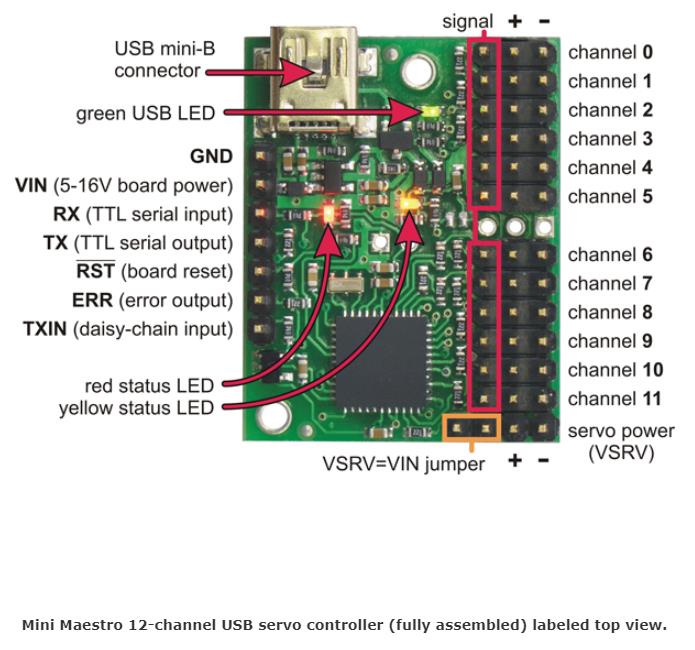 signal + −
USB mini-B
connector
channel 0
channel 1
green USB LED
channel 2
channel 3
GND
channel 4
VIN (5-16V board power)
channel 5
RX (TTL serial input)
TX (TTL serial output)
channel 6
RST (board reset)
channel 7
ERR (error output)
channel 8
TXIN (daisy-chain input)
channel 9
channel 10
red status LED
channel 11
yellow status LED
servo power
(VSRV)
VSRV=VIN jumper + −
Mini Maestro 12-channel USB servo controller (fully assembled) labeled top view.